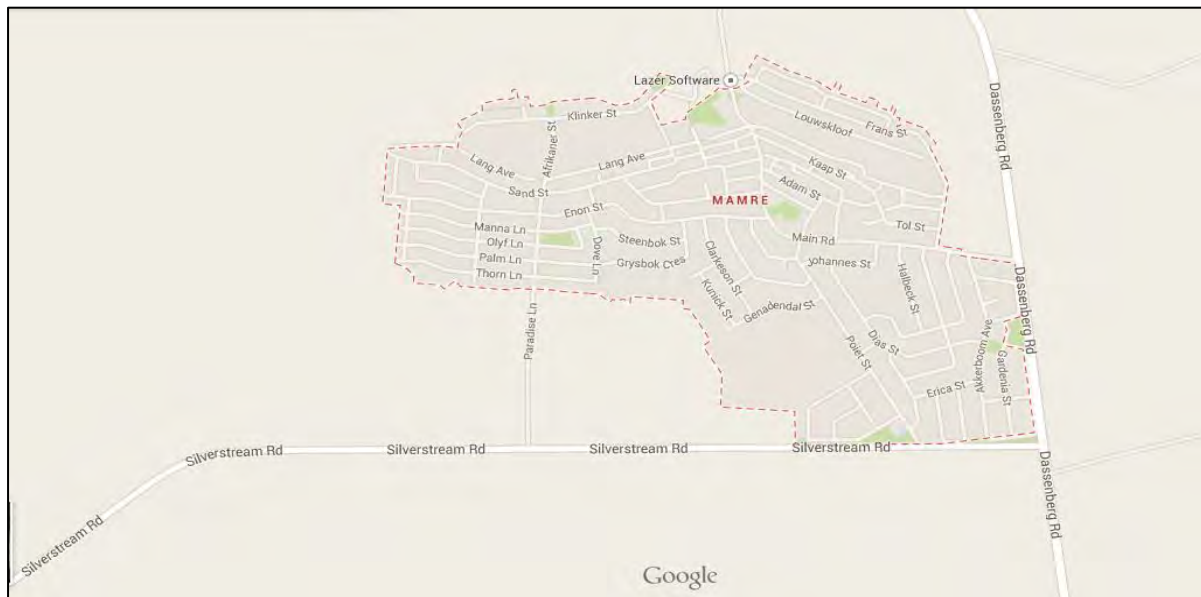 Dassenberg Rd
Lazer Software
Klinker St
Louwskloof
Frans St
Afrikaner St
Lang Ave
Lang Ave
Kaap St
Sand St
Adam St
MAMRE
Enon St
Tol St
Manna Ln
Olyf Ln
Steenbok St
Main Rd
Palm Ln
Dove Ln
Grysbok Cres
Clarkeson St
Johannes St
Thorn Ln
Kunick St
Halbeck St
Dassenberg Rd
Genadendal St
Paradise Ln
Poiet St
Dias St
Akkerboom Ave
Gardenia St
Erica St
Silverstream Rd
Silverstream Rd
Silverstream Rd
Silverstream Rd
Dassenberg Rd
Silverstream Rd
Google